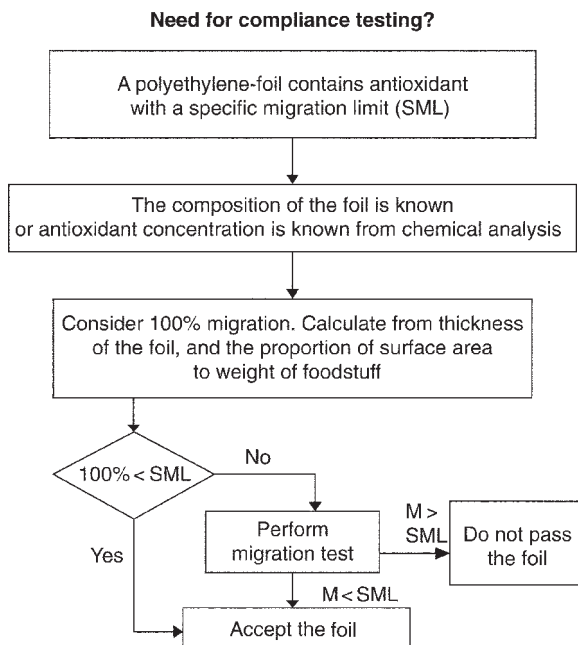 Need for compliance testing?
A polyethylene-foil contains antioxidant
with a specific migration limit (SML)
The composition of the foil is known
or antioxidant concentration is known from chemical analysis
Consider 100% migration. Calculate from thickness
of the foil, and the proportion of surface area
to weight of foodstuff
100% < SML
No
Yes
Perform
migration test
M >
SML
Do not pass
the foil
M < SML
Accept the foil